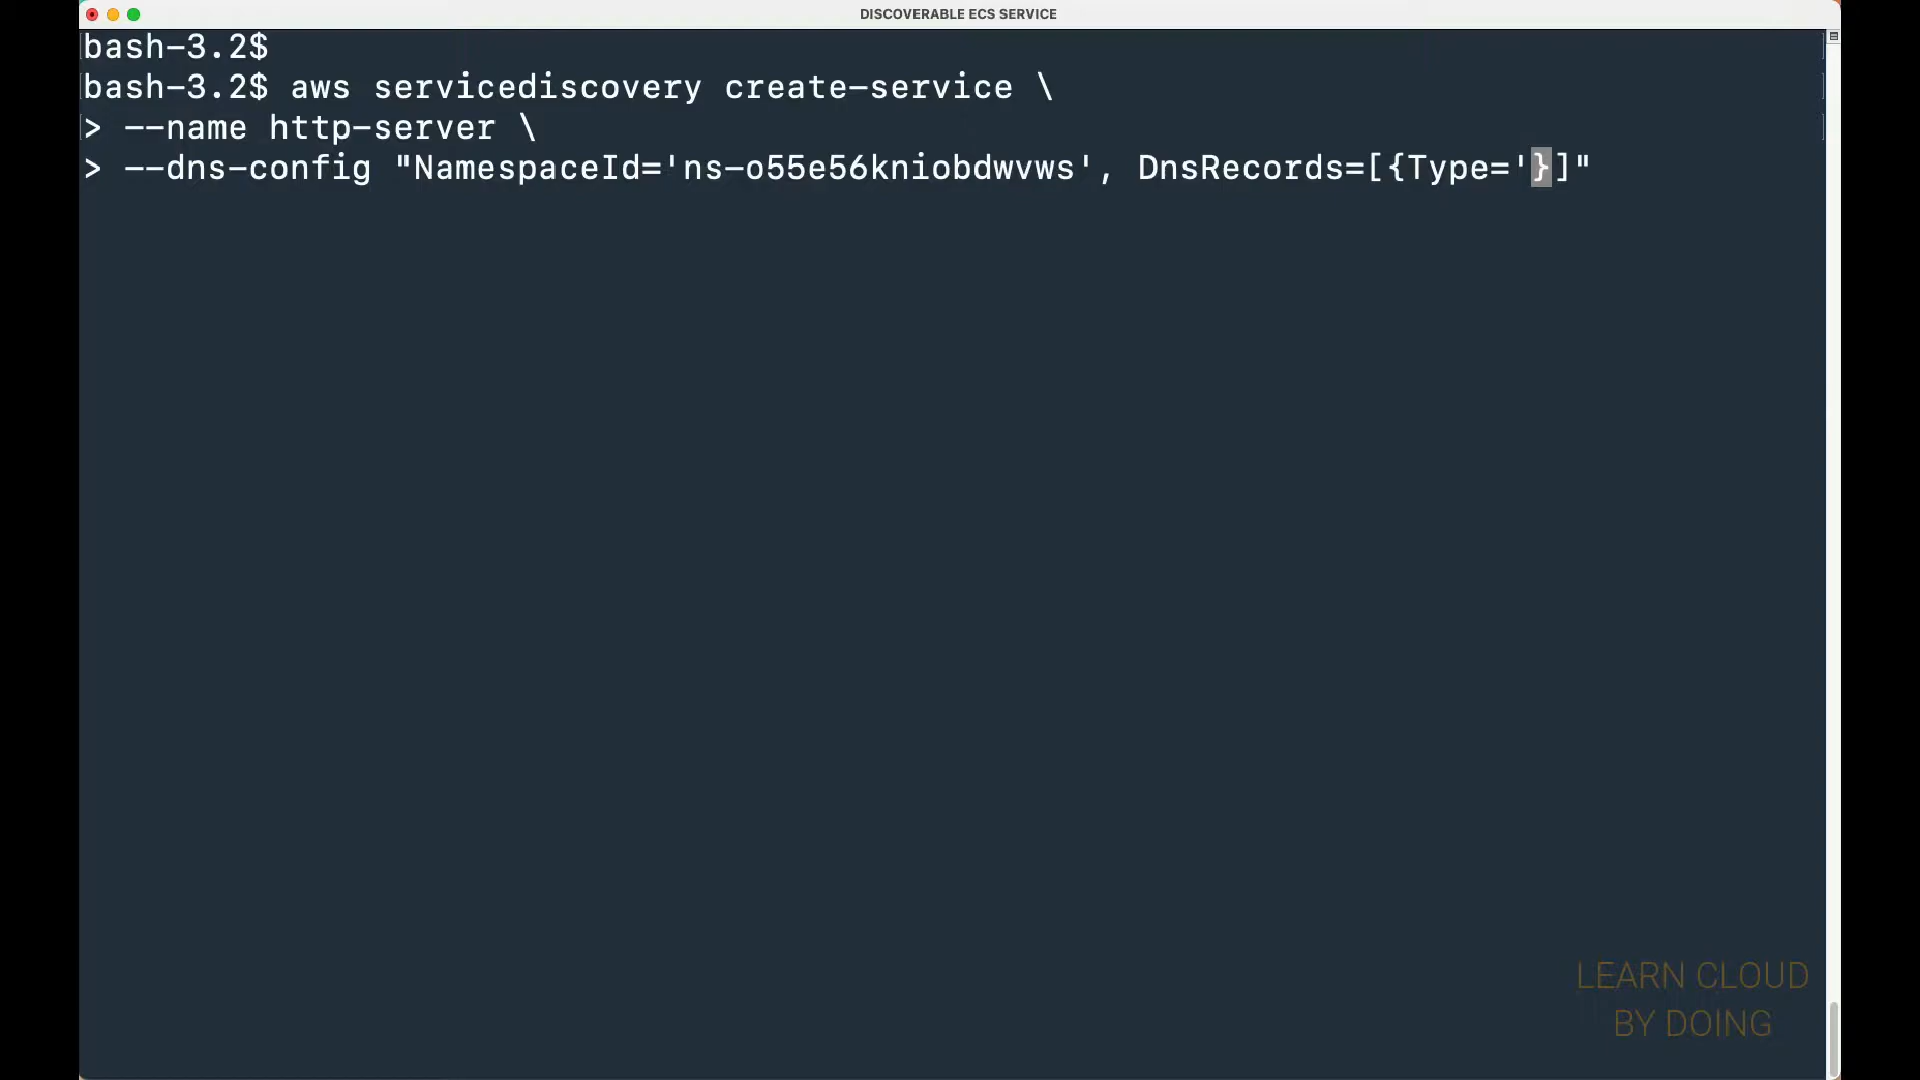 DISCOVERABLE ECS SERVICE
bash-3.2$
bash-3.2$ aws servicediscovery create-service \
> --name http-server \
> --dns-config "NamespaceId='ns-o55e56kniobdwvws', DnsRecords=[{Type='}]"
LEARN CLOUD
BY DOING